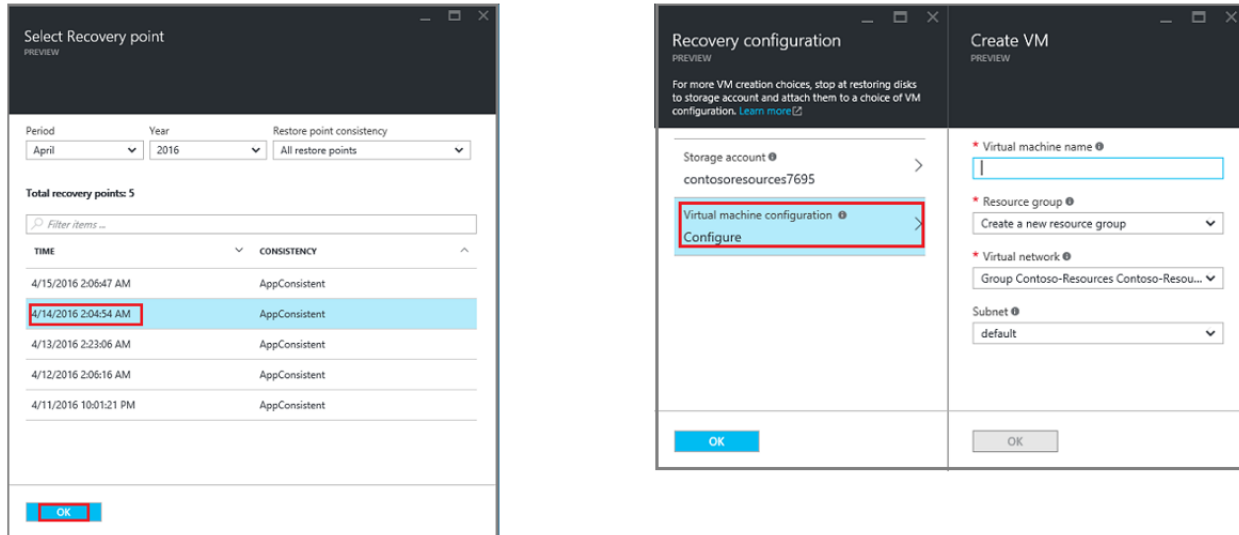 Select Recovery point
PREVIEW
Period Year Restore point consistency
April 2016 All restore points
Total recovery points: 5
Filter items ...
TIME CONSISTENCY
4/15/2016 2:06:47 AM AppConsistent
4/14/2016 2:04:54 AM AppConsistent
4/13/2016 2:23:06 AM AppConsistent
4/12/2016 2:06:16 AM AppConsistent
4/11/2016 10:01:21 PM AppConsistent
OK
Recovery configuration
PREVIEW
For more VM creation choices, stop at restoring disks
to storage account and attach them to a choice of VM
configuration. Learn more
Storage account
contosoresources7695
Virtual machine configuration
Configure
OK
Create VM
PREVIEW
* Virtual machine name
* Resource group
Create a new resource group
* Virtual network
Group Contoso-Resources Contoso-Resou...
Subnet
default
OK